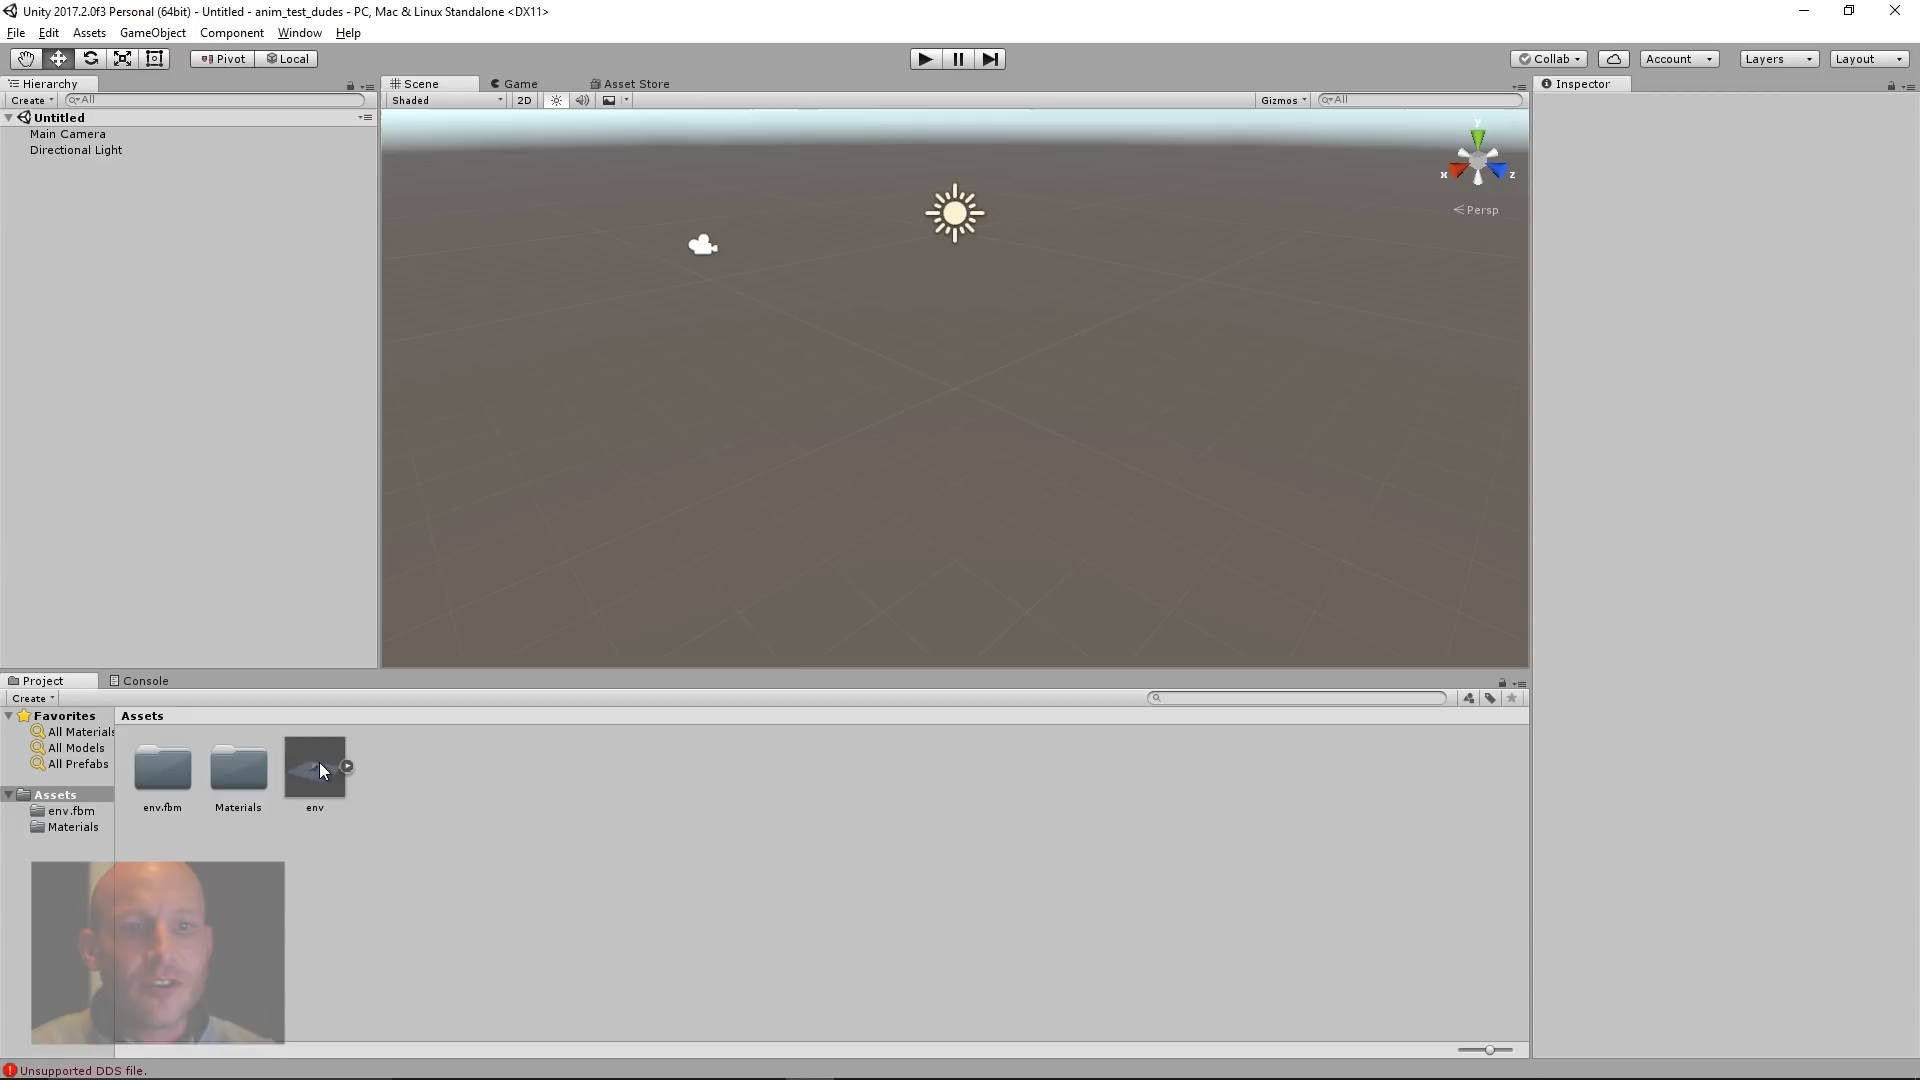 Unity 2017.2.0f3 Personal (64bit) - Untitled - anim_test_dudes - PC, Mac & Linux Standalone <DX11>
File Edit Assets GameObject Component Window Help
Pivot Local Collab Account Layers Layout
Hierarchy Scene Game Asset Store Inspector
Create All Shaded 2D Gizmos All
Untitled
Main Camera
Directional Light
y
x z
Persp
Project Console
Create
Favorites Assets
All Materials
All Models
All Prefabs
Assets
env.fbm
Materials
env.fbm Materials env
Unsupported DDS file.